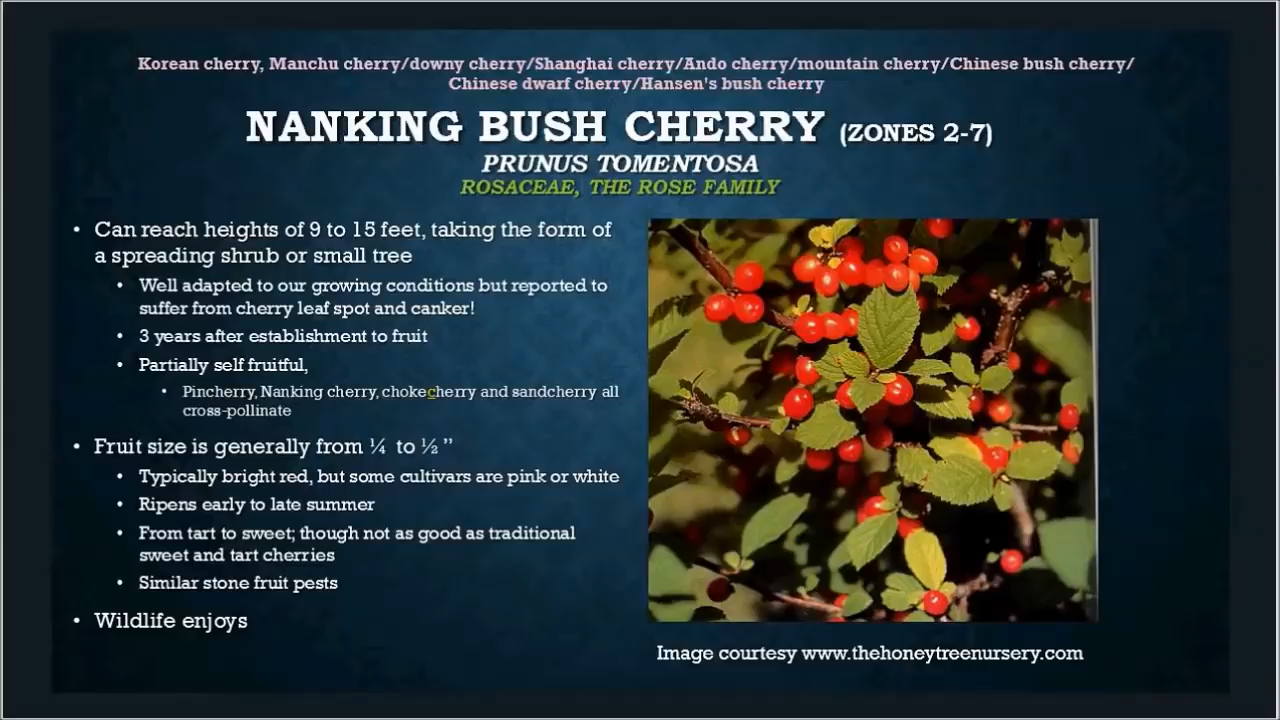 Korean cherry, Manchu cherry/downy cherry/Shanghai cherry/Ando cherry/mountain cherry/Chinese bush cherry/
Chinese dwarf cherry/Hansen's bush cherry
NANKING BUSH CHERRY (ZONES 2-7)
PRUNUS TOMENTOSA
ROSACEAE, THE ROSE FAMILY
• Can reach heights of 9 to 15 feet, taking the form of
a spreading shrub or small tree
• Well adapted to our growing conditions but reported to
suffer from cherry leaf spot and canker!
• 3 years after establishment to fruit
• Partially self fruitful,
• Pincherry, Nanking cherry, chokecherry and sandcherry all
cross-pollinate
• Fruit size is generally from ¼ to ½ ”
• Typically bright red, but some cultivars are pink or white
• Ripens early to late summer
• From tart to sweet; though not as good as traditional
sweet and tart cherries
• Similar stone fruit pests
• Wildlife enjoys
Image courtesy www.thehoneytreenursery.com